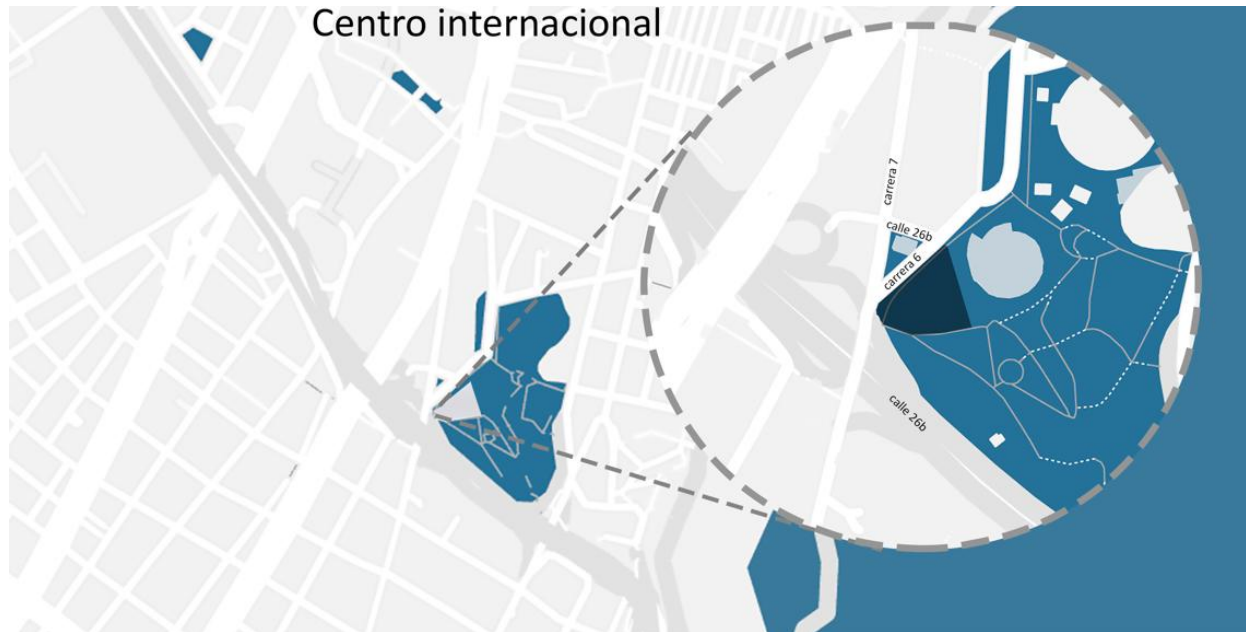 Centro internacional
carrera 7
calle 26b
carrera 6
calle 26b